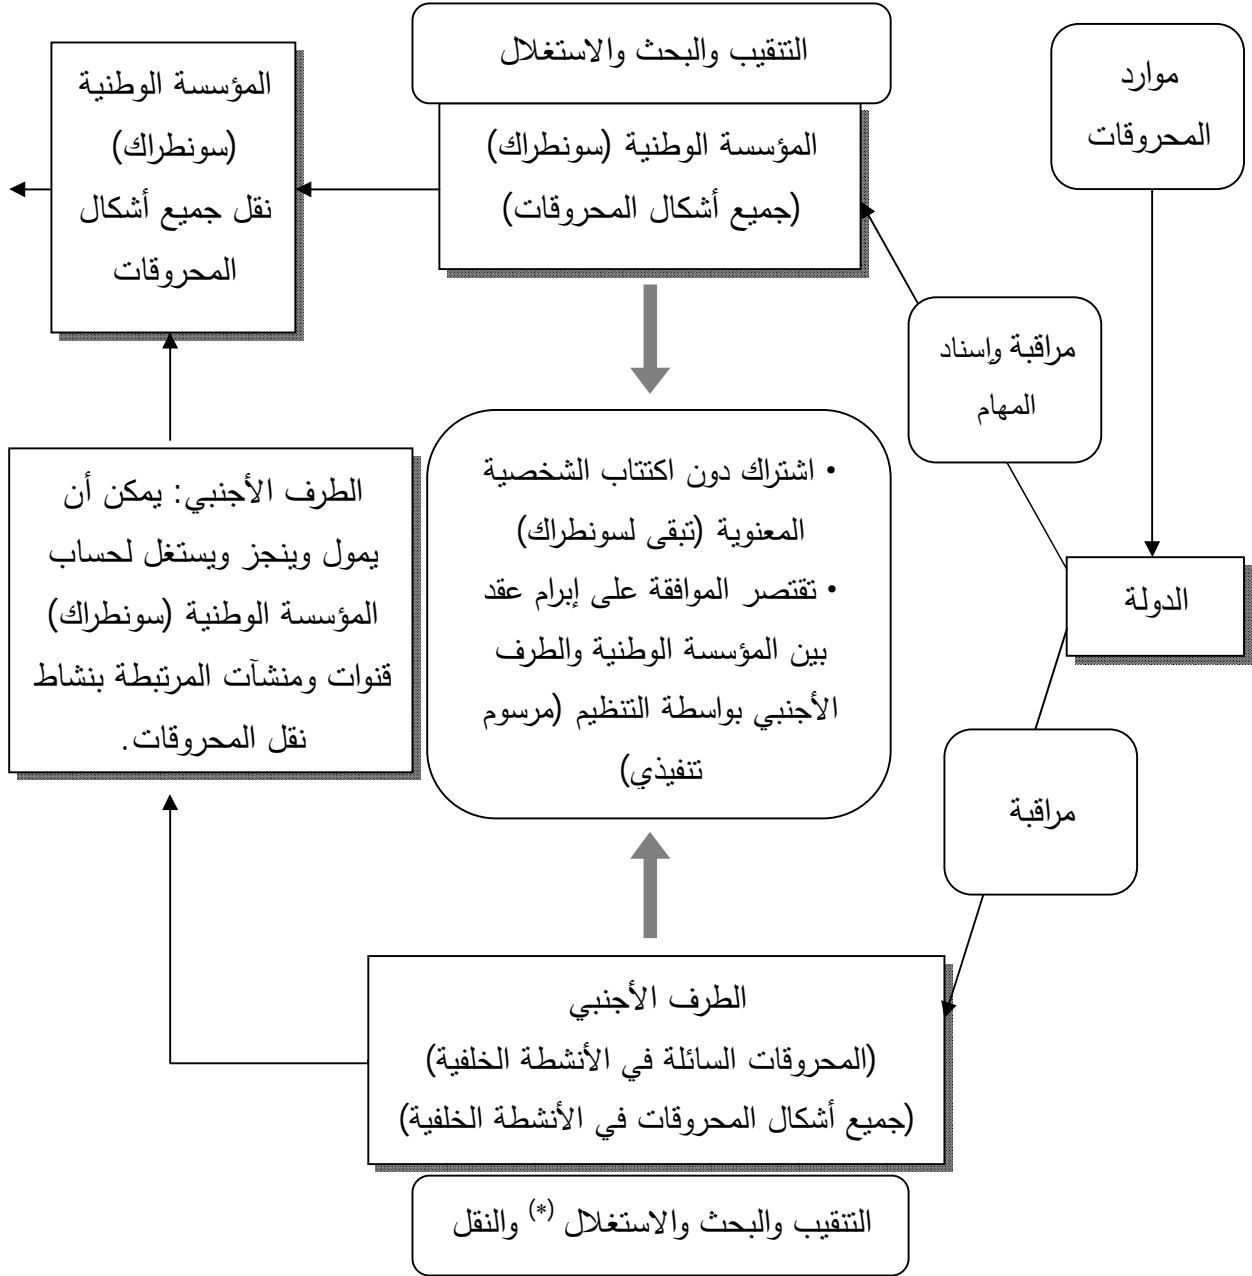 التنقيب والبحث والاستغلال
موارد
المحروقات
المؤسسة الوطنية (سونطراك)
(جميع أشكال المحروقات)
المؤسسة الوطنية
(سونطراك)
نقل جميع أشكال
المحروقات
مراقبة وإسناد
المهام
• اشتراك دون اكتتاب الشخصية
المعنوية (تبقى لسونطراك)
• تقتصر الموافقة على إبرام عقد
بين المؤسسة الوطنية والطرف
الأجنبي بواسطة التنظيم (مرسوم
تنفيذي)
الطرف الأجنبي: يمكن أن
يمول وينجز ويستغل لحساب
المؤسسة الوطنية (سونطراك)
قنوات ومنشآت المرتبطة بنشاط
نقل المحروقات.
الدولة
مراقبة
الطرف الأجنبي
(المحروقات السائلة في الأنشطة الخلفية)
(جميع أشكال المحروقات في الأنشطة الخلفية)
التنقيب والبحث والاستغلال (*) والنقل